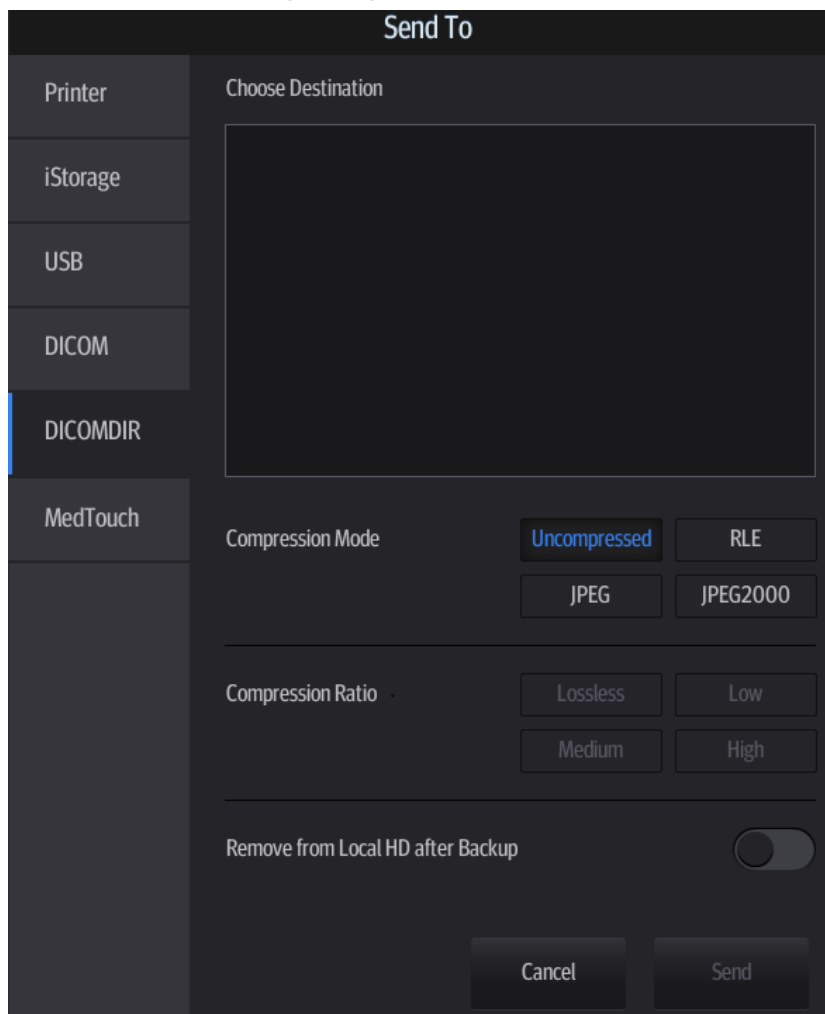 Send To
Printer
iStorage
USB
DICOM
DICOMDIR
MedTouch
Choose Destination
Compression Mode
Uncompressed
RLE
JPEG
JPEG2000
Compression Ratio
Lossless
Low
Medium
High
Remove from Local HD after Backup
Cancel
Send